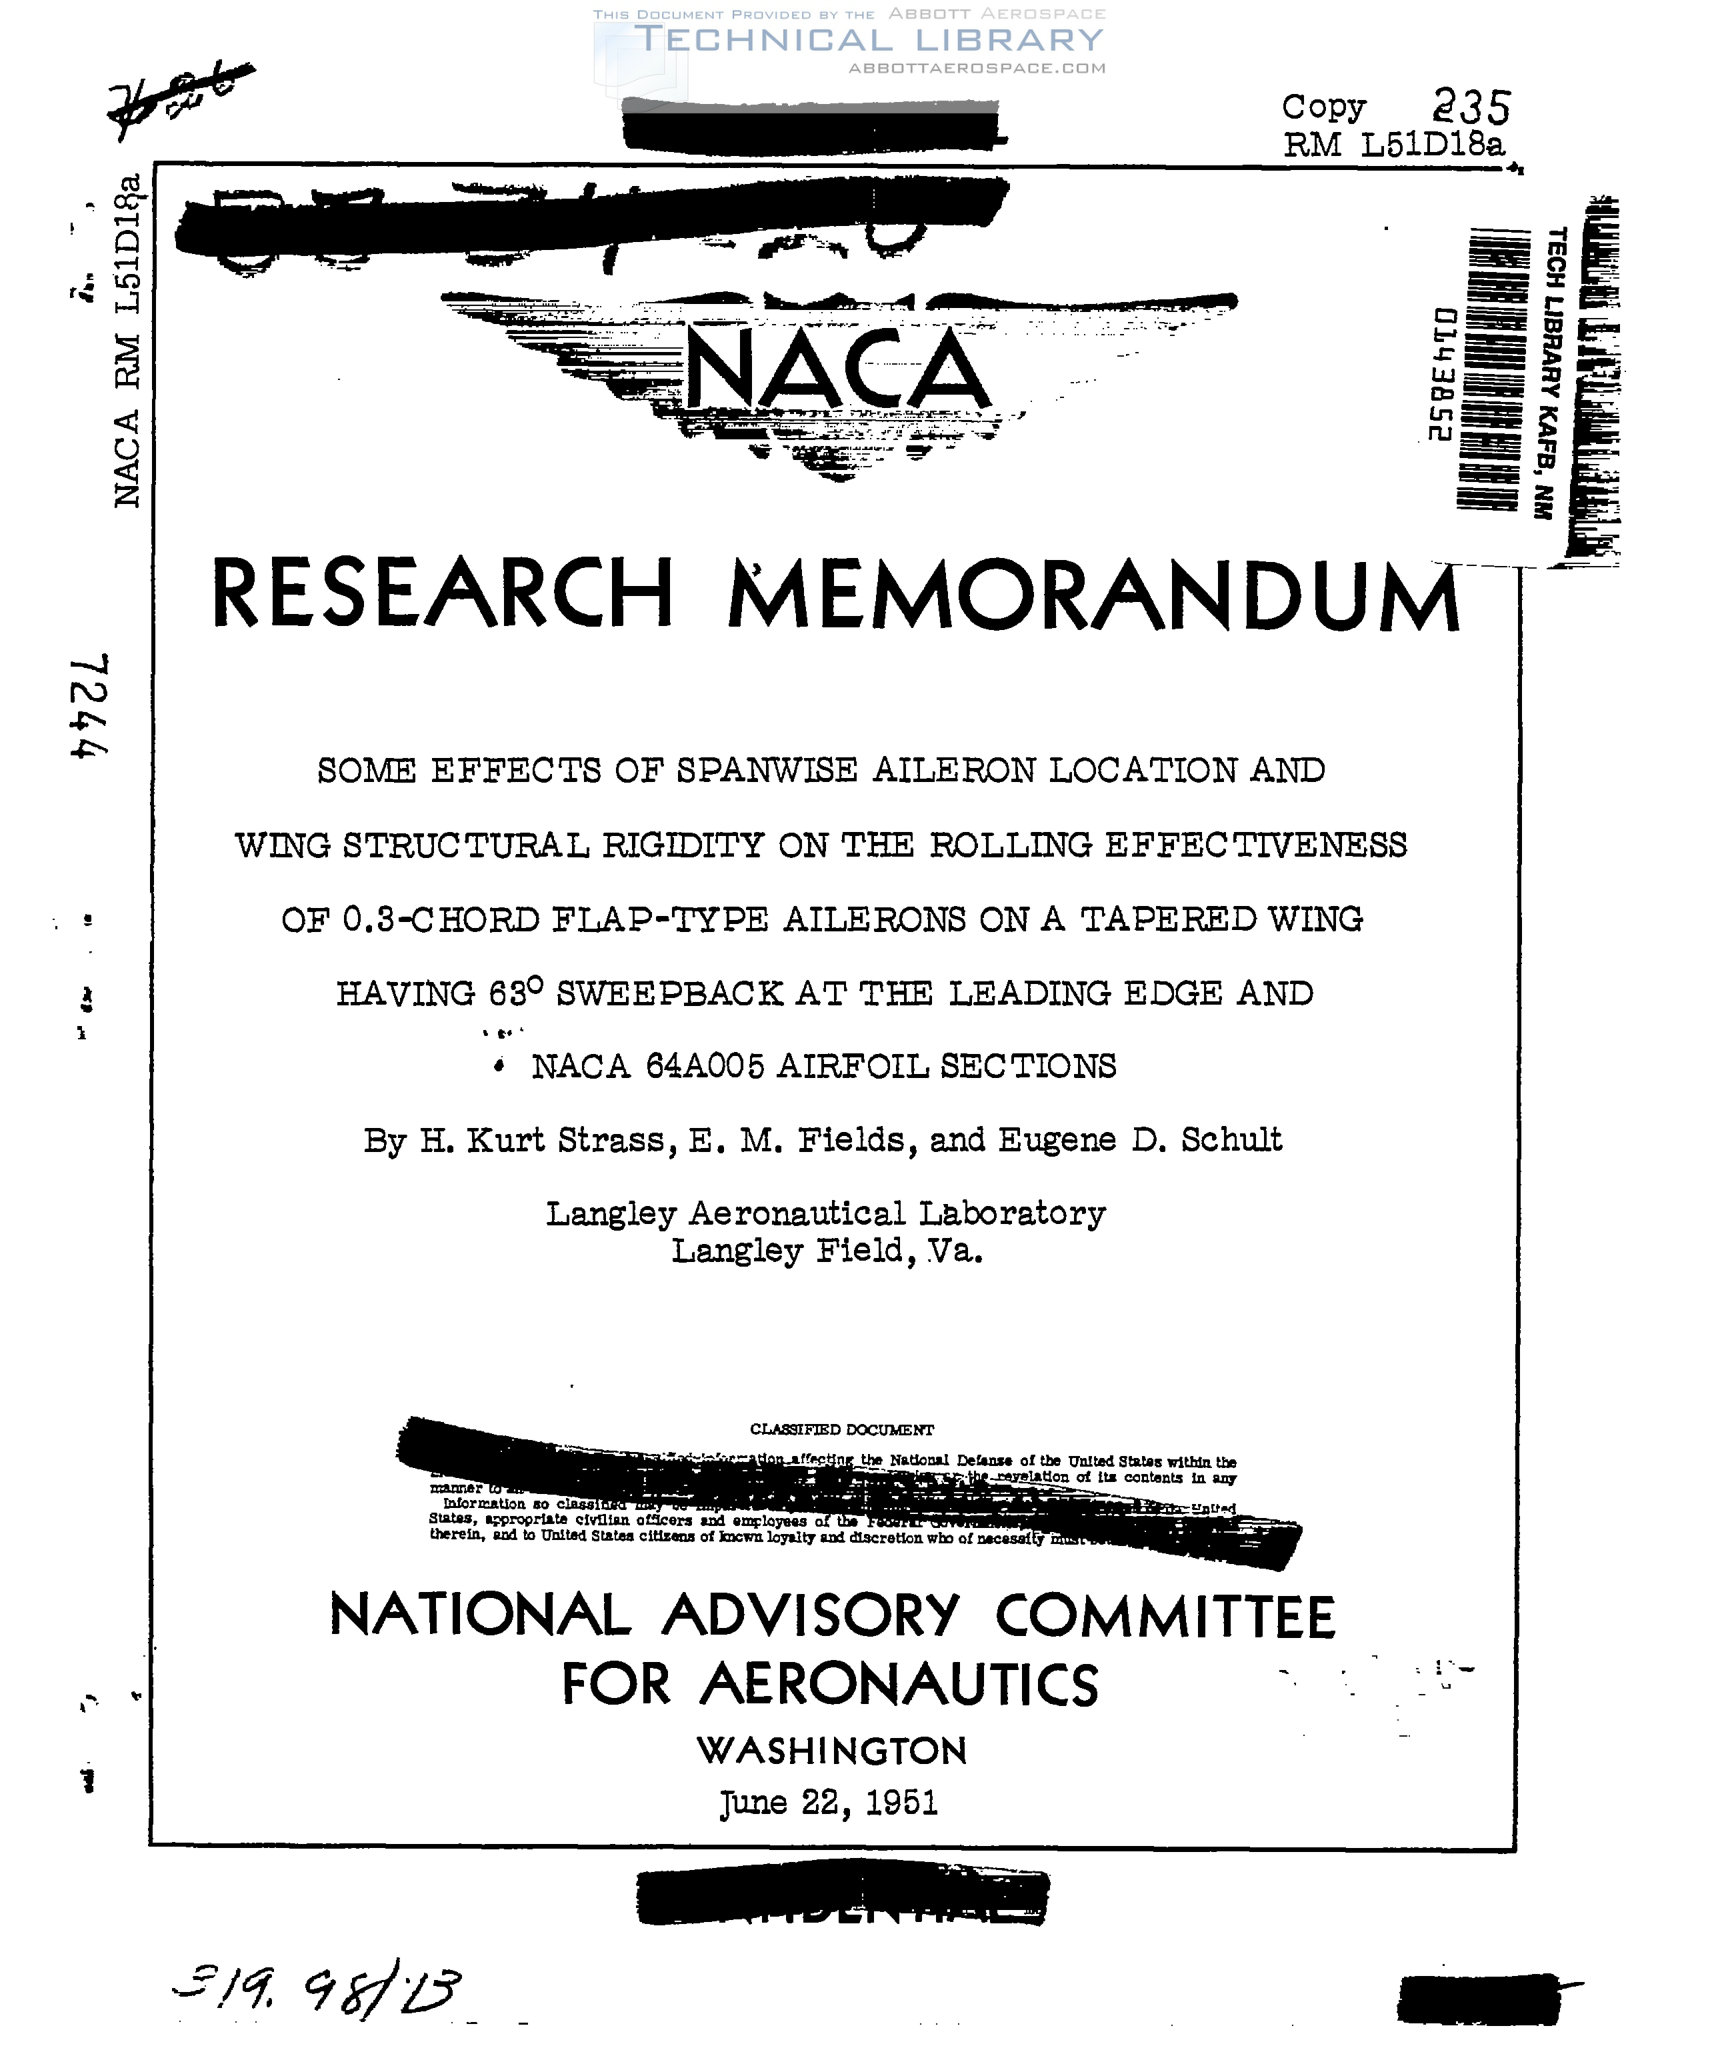 THIS DOCUMENT PROVIDED BY THE ABBOTT AEROSPACE
TECHNICAL LIBRARY
ABBOTTAEROSPACE.COM
Copy 235
RM L51D18a
NACA RM L51D18a
TECH LIBRARY KAFB, NM
0143852
NACA
RESEARCH MEMORANDUM
7244
SOME EFFECTS OF SPANWISE AILERON LOCATION AND
WING STRUCTURAL RIGIDITY ON THE ROLLING EFFECTIVENESS
OF 0.3-CHORD FLAP-TYPE AILERONS ON A TAPERED WING
HAVING 63° SWEEPBACK AT THE LEADING EDGE AND
NACA 64A005 AIRFOIL SECTIONS
By H. Kurt Strass, E. M. Fields, and Eugene D. Schult
Langley Aeronautical Laboratory
Langley Field, Va.
CLASSIFIED DOCUMENT
affecting the National Defense of the United States within the
the revelation of its contents in any
manner to
Information so classified may be United
States, appropriate civilian officers and employees of the Federal
therein, and to United States citizens of known loyalty and discretion who of necessity must
NATIONAL ADVISORY COMMITTEE
FOR AERONAUTICS
WASHINGTON
June 22, 1951
319.98/13